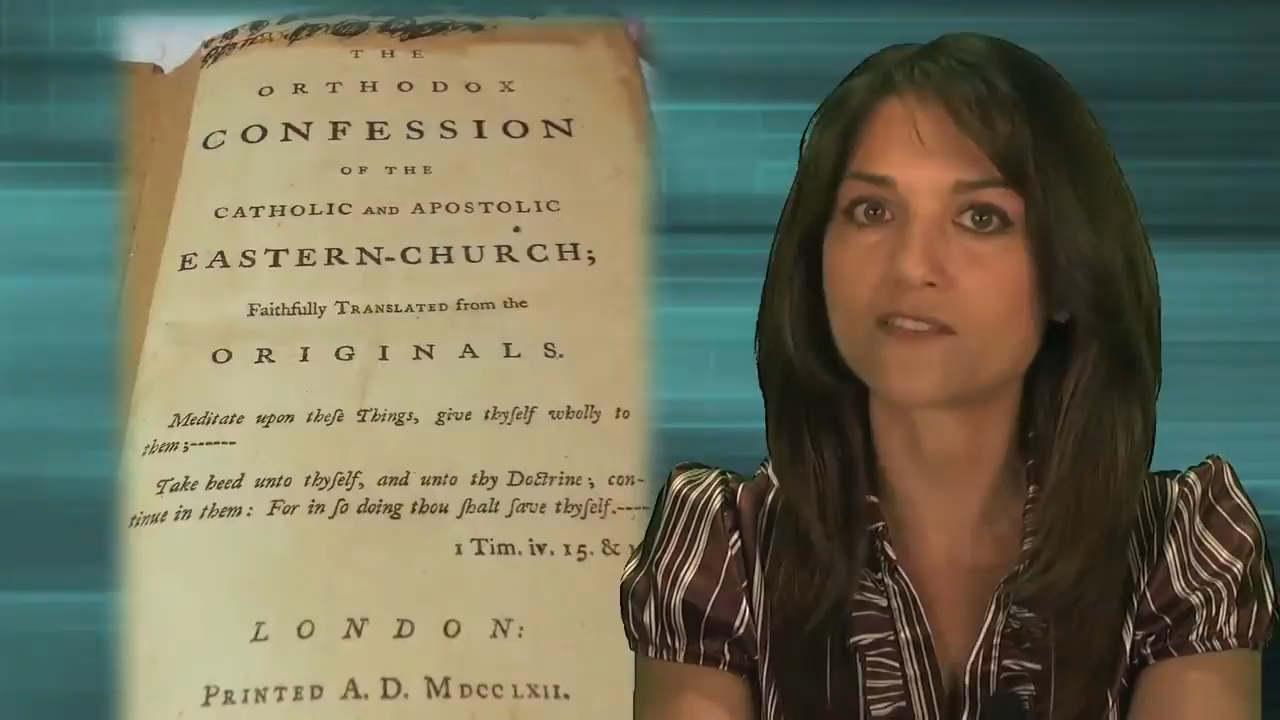 THE
ORTHODOX
CONFESSION
OF THE
CATHOLIC AND APOSTOLIC
EASTERN-CHURCH;
Faithfully TRANSLATED from the
ORIGINALS.
Meditate upon theſe Things, give thyſelf wholly to
them;------
Take heed unto thyſelf, and unto thy Doctrine; con-
tinue in them: For in ſo doing thou ſhalt ſave thyſelf.----
1 Tim. iv. 15. &
LONDON:
PRINTED A. D. MDCCLXII.